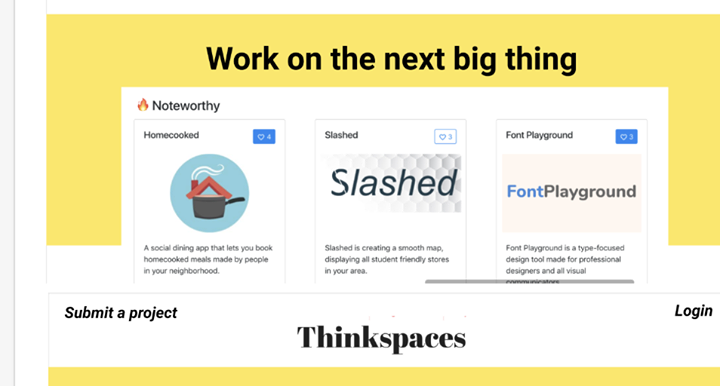 Work on the next big thing
🔥 Noteworthy
Homecooked
♡ 4
Slashed
♡ 3
Font Playground
♡ 3
Slashed
FontPlayground
A social dining app that lets you book
homecooked meals made by people
in your neighborhood.
Slashed is creating a smooth map,
displaying all student friendly stores
in your area.
Font Playground is a type-focused
design tool made for professional
designers and all visual
communicators
Submit a project
Login
Thinkspaces